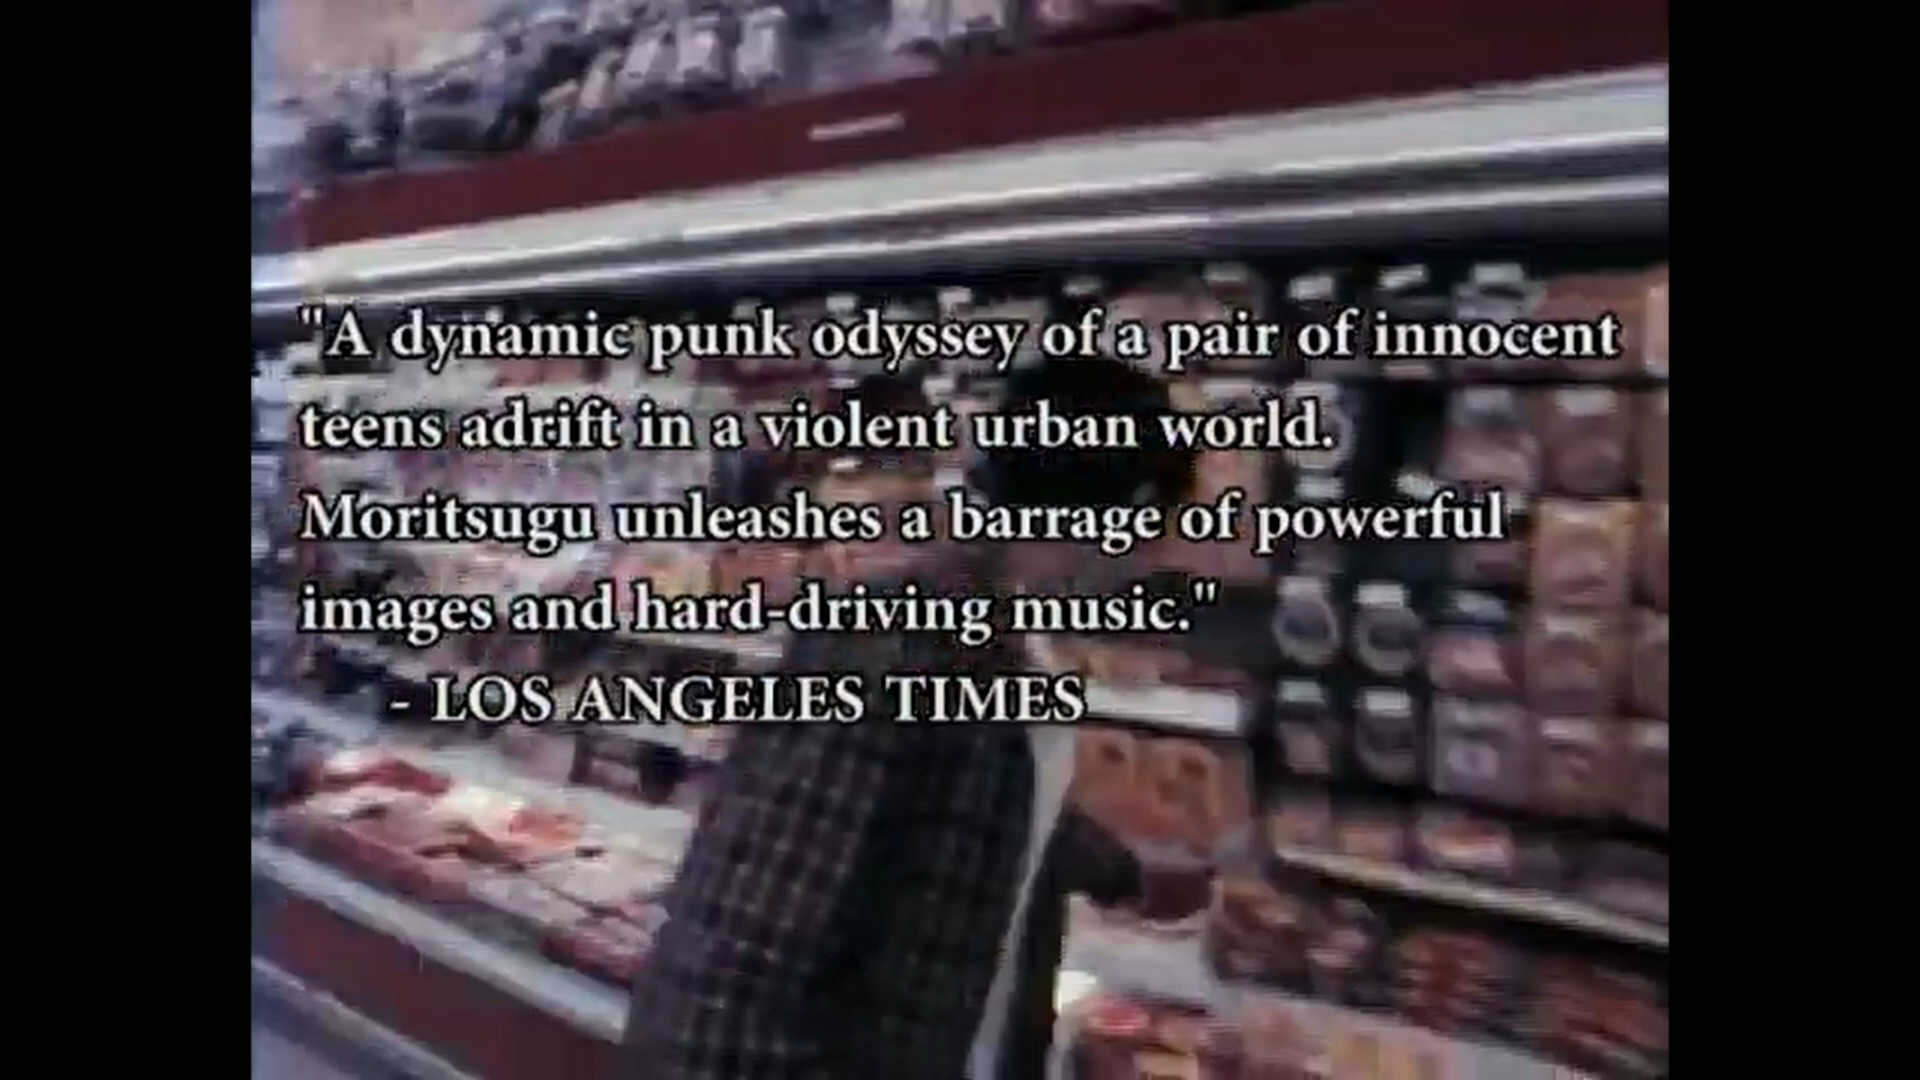 "A dynamic punk odyssey of a pair of innocent
teens adrift in a violent urban world.
Moritsugu unleashes a barrage of powerful
images and hard-driving music."
- LOS ANGELES TIMES